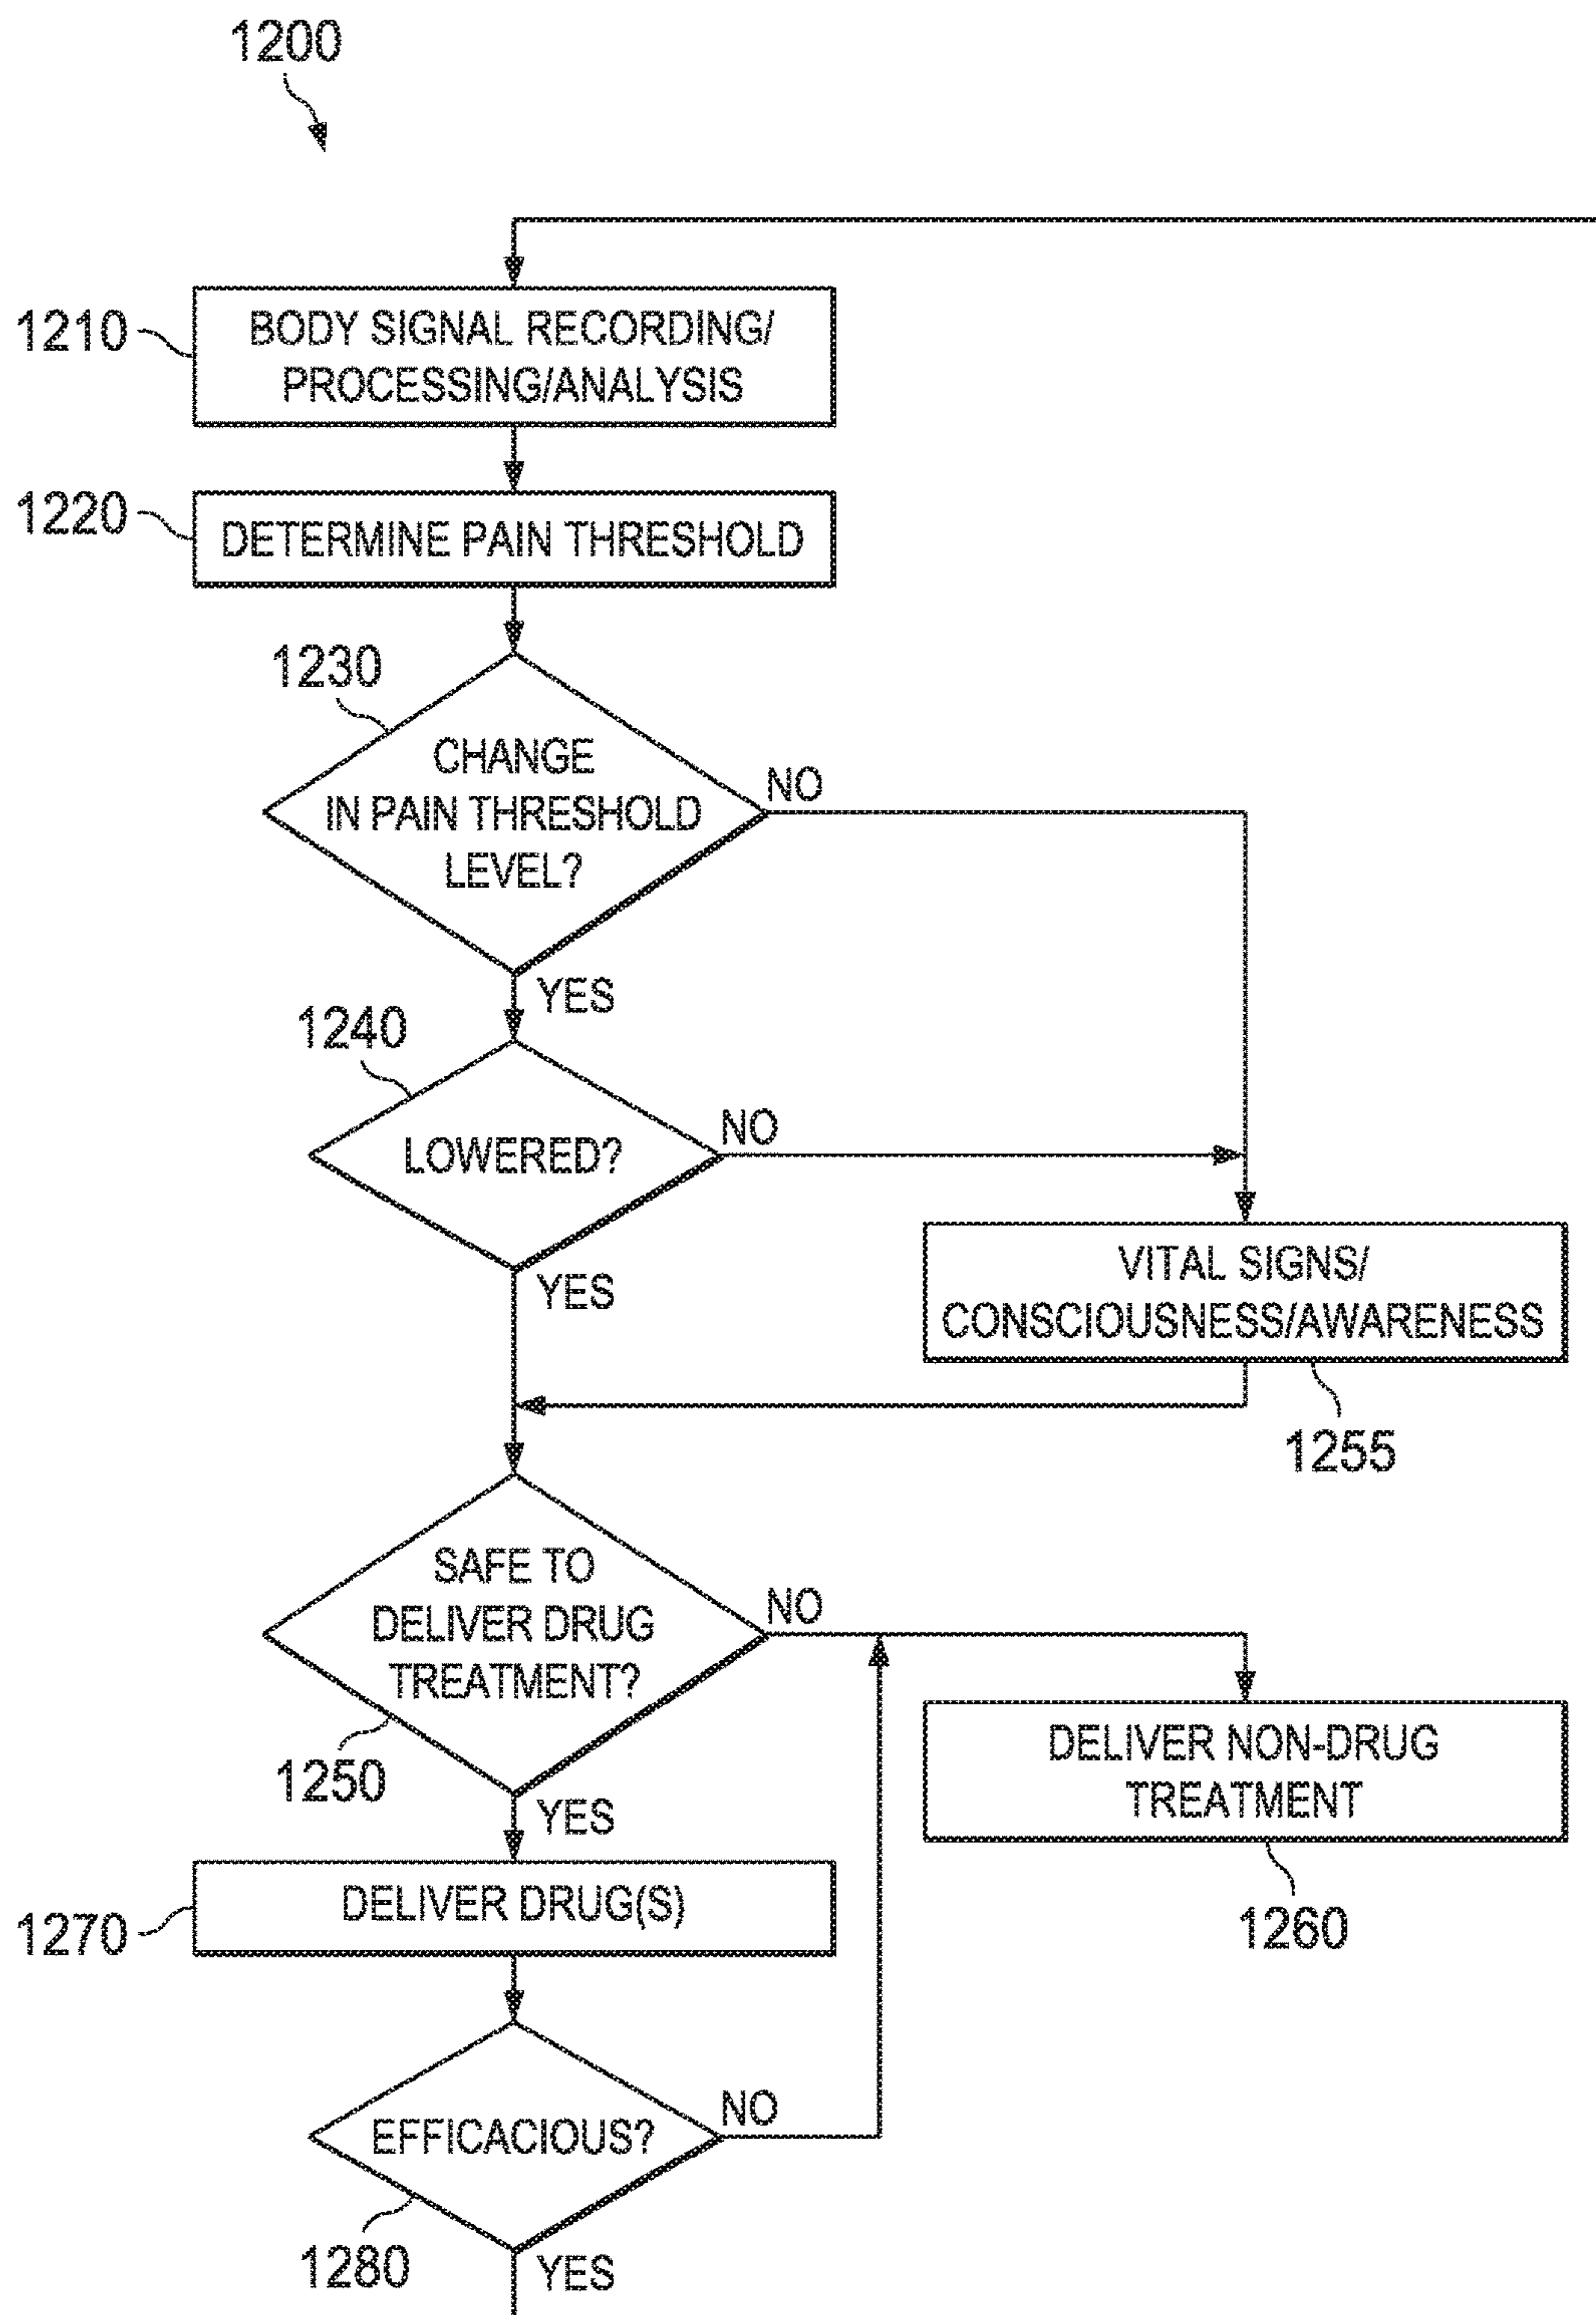 1200
1210
BODY SIGNAL RECORDING/
PROCESSING/ANALYSIS
1220
DETERMINE PAIN THRESHOLD
1230
CHANGE
IN PAIN THRESHOLD
LEVEL?
NO
YES
1240
LOWERED?
NO
YES
VITAL SIGNS/
CONSCIOUSNESS/AWARENESS
1255
SAFE TO
DELIVER DRUG
TREATMENT?
NO
1250
YES
DELIVER NON-DRUG
TREATMENT
1260
1270
DELIVER DRUG(S)
EFFICACIOUS?
NO
1280
YES